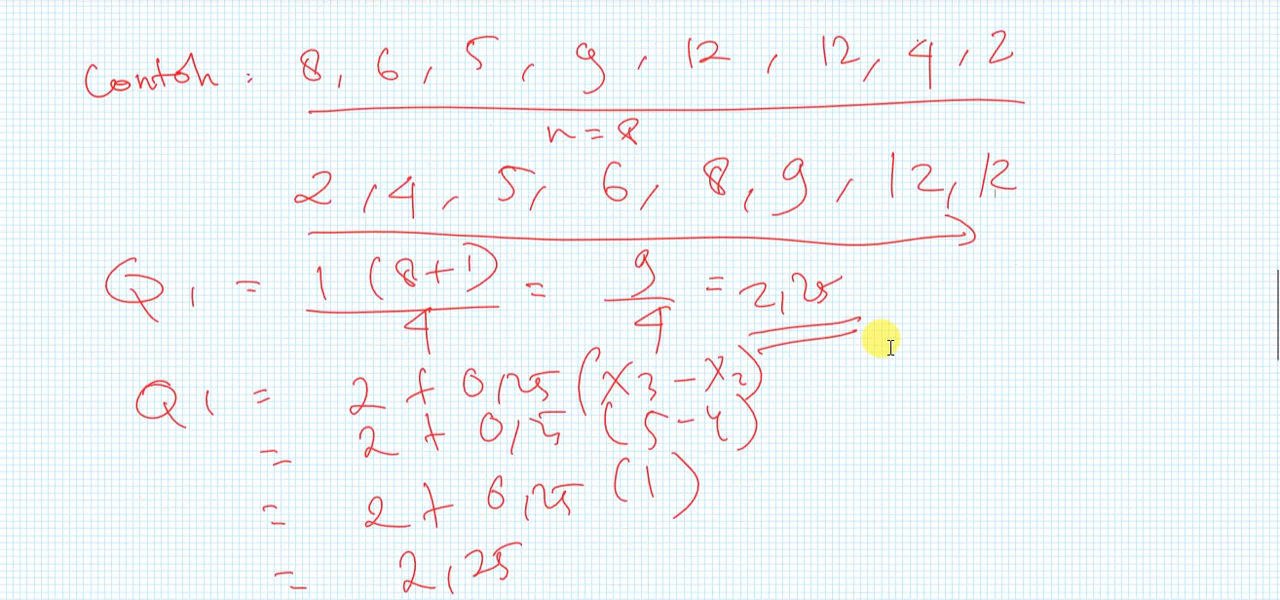 Contoh : 8, 6, 5, 9, 12, 12, 4, 2
n = 8
2, 4, 5, 6, 8, 9, 12, 12
Q1 = 1 (8+1) / 4 = 9/4 = 2,25
Q1 = 2 + 0,25 (x3 - x2)
= 2 + 0,25 (5-4)
= 2 + 0,25 (1)
= 2,25